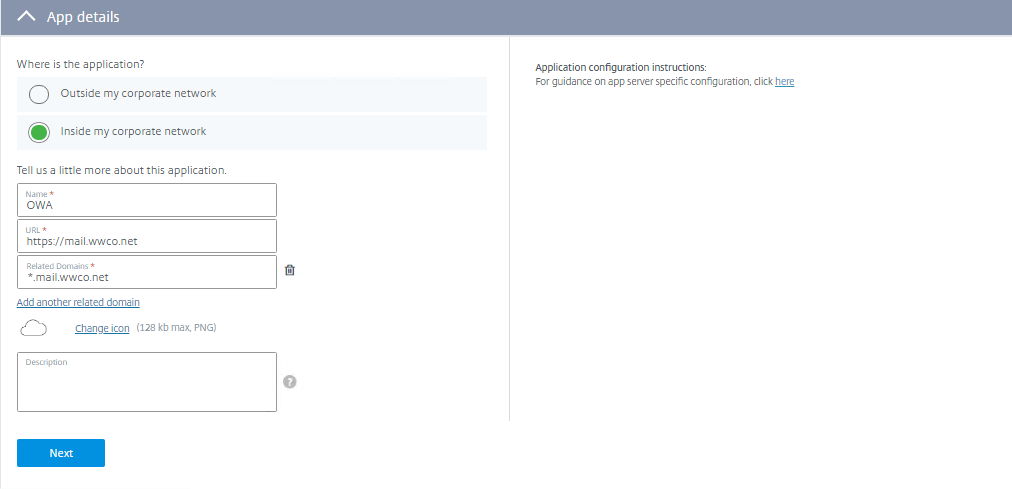 App details
Where is the application?
Outside my corporate network
Inside my corporate network
Tell us a little more about this application.
Name *
OWA
URL *
https://mail.wwco.net
Related Domains *
*.mail.wwco.net
Add another related domain
Change icon (128 kb max, PNG)
Description
?
Next
Application configuration instructions:
For guidance on app server specific configuration, click here